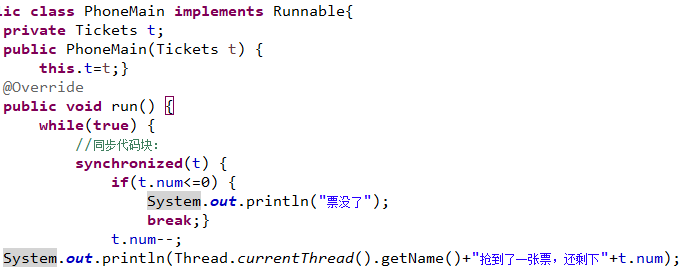 ic class PhoneMain implements Runnable{
private Tickets t;
public PhoneMain(Tickets t) {
this.t=t;}
@Override
public void run() {
while(true) {
//同步代码块:
synchronized(t) {
if(t.num<=0) {
System.out.println("票没了");
break;}
t.num--;
System.out.println(Thread.currentThread().getName()+"抢到了一张票，还剩下"+t.num);